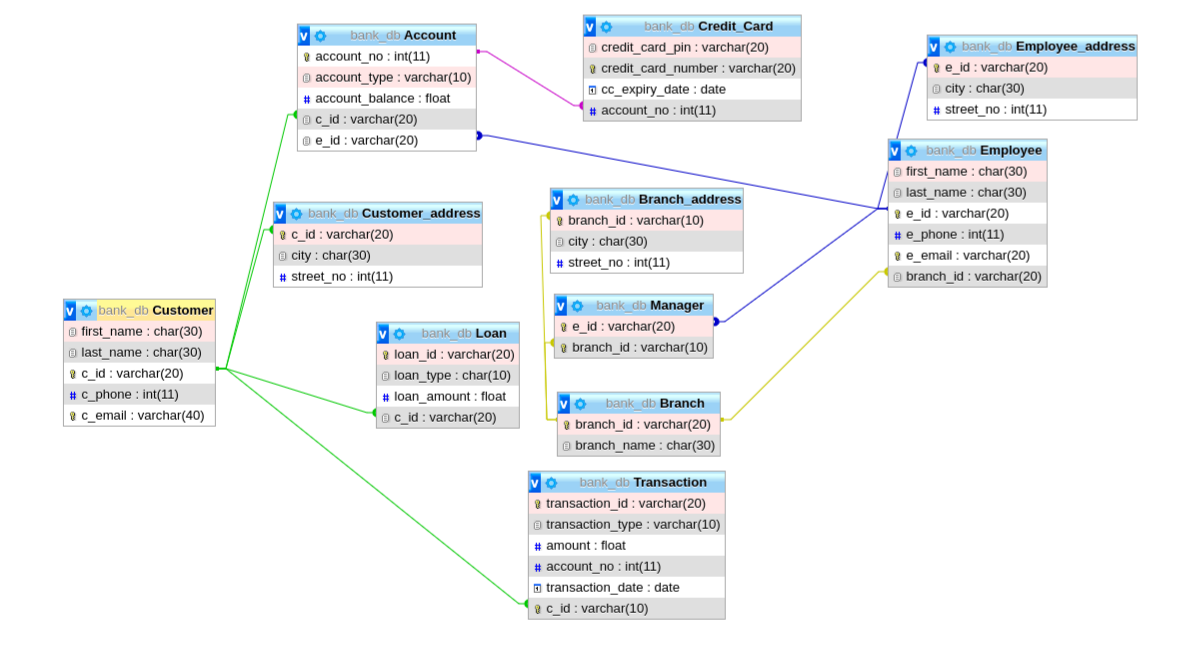 bank_db Account
account_no : int(11)
account_type : varchar(10)
account_balance : float
c_id : varchar(20)
e_id : varchar(20)
bank_db Credit_Card
credit_card_pin : varchar(20)
credit_card_number : varchar(20)
cc_expiry_date : date
account_no : int(11)
bank_db Employee_address
e_id : varchar(20)
city : char(30)
street_no : int(11)
bank_db Employee
first_name : char(30)
last_name : char(30)
e_id : varchar(20)
e_phone : int(11)
e_email : varchar(20)
branch_id : varchar(20)
bank_db Customer_address
c_id : varchar(20)
city : char(30)
street_no : int(11)
bank_db Branch_address
branch_id : varchar(10)
city : char(30)
street_no : int(11)
bank_db Customer
first_name : char(30)
last_name : char(30)
c_id : varchar(20)
c_phone : int(11)
c_email : varchar(40)
bank_db Loan
loan_id : varchar(20)
loan_type : char(10)
loan_amount : float
c_id : varchar(20)
bank_db Manager
e_id : varchar(20)
branch_id : varchar(10)
bank_db Branch
branch_id : varchar(20)
branch_name : char(30)
bank_db Transaction
transaction_id : varchar(20)
transaction_type : varchar(10)
amount : float
account_no : int(11)
transaction_date : date
c_id : varchar(10)